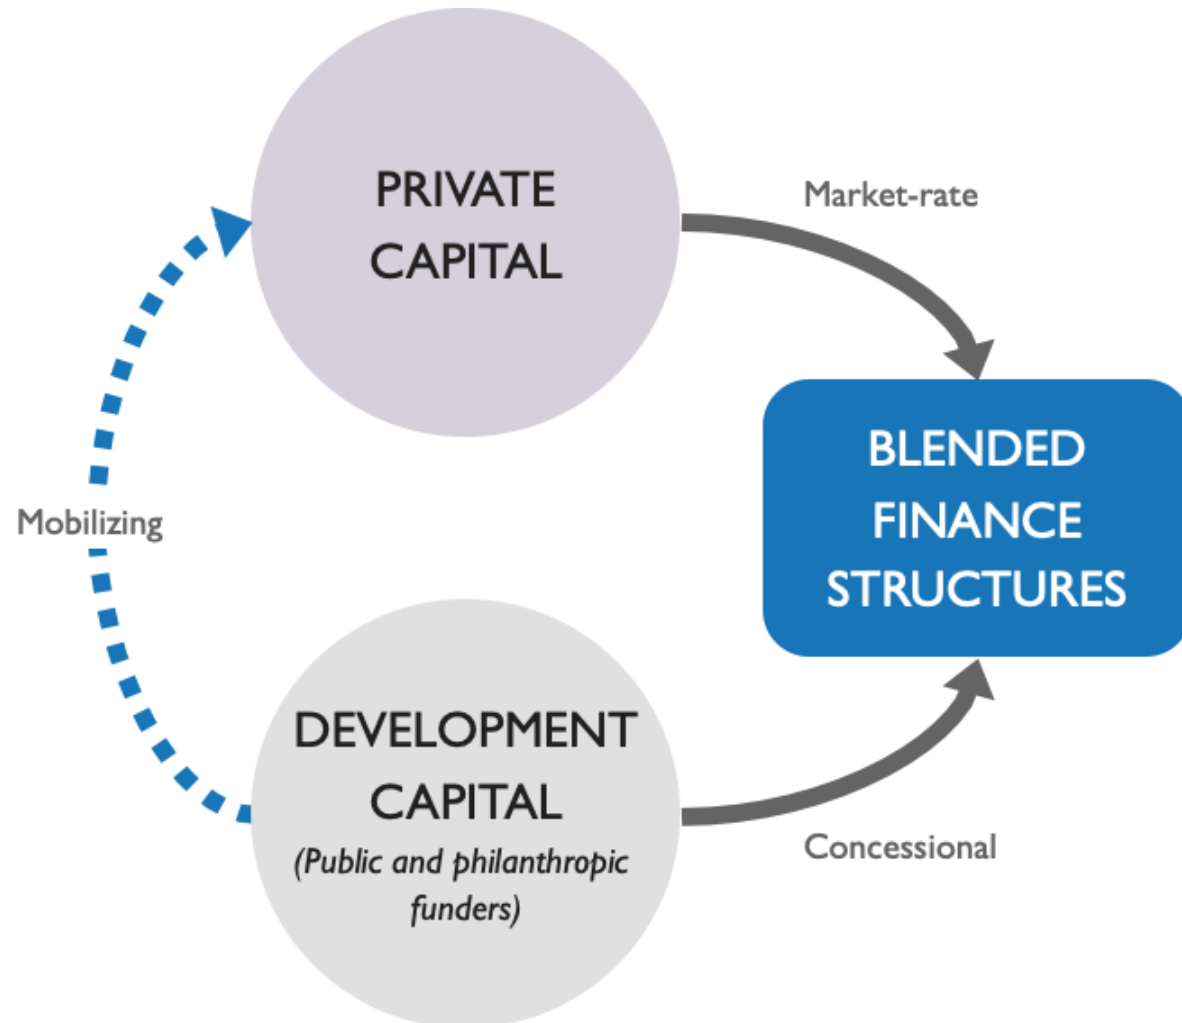 PRIVATE
CAPITAL
Market-rate
BLENDED
FINANCE
STRUCTURES
Mobilizing
DEVELOPMENT
CAPITAL
(Public and philanthropic
funders)
Concessional